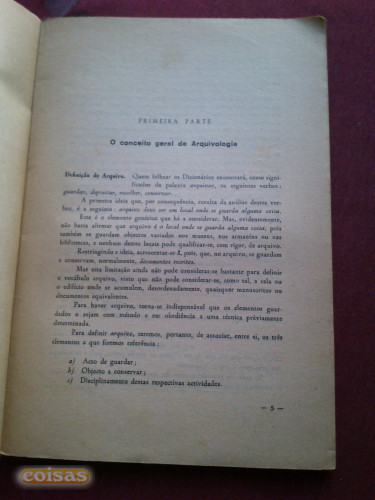 PRIMEIRA PARTE
O conceito geral de Arquivologia
Definição de Arquivo. Quem folhear os Dicionários encontrará, como signi-
ficados da palavra arquivar, os seguintes verbos:
guardar, depositar, recolher, conservar...
A primeira ideia que, por consequência, resulta da análise destes ver-
bos, é a seguinte: arquivo deve ser um local onde se guarda alguma coisa.
Este é o elemento genérico que há a considerar. Mas, evidentemente,
não basta afirmar que arquivo é o local onde se guarda alguma coisa, pois
também se guardam objectos variados nos museus, nos armazéns ou nas
bibliotecas, e nenhum destes locais pode qualificar-se, com rigor, de arquivo.
Restringindo a ideia, acrescentar-se-á, pois, que, no arquivo, se guardam
e conservam, normalmente, documentos escritos.
Mas esta limitação ainda não pode considerar-se bastante para definir
o vocábulo arquivo, visto não pode considerar-se, como tal, a sala ou
o edifício onde se acumulem, desordenadamente, quaisquer manuscritos ou
documentos equivalentes.
Para haver arquivo, torna-se indispensável que os elementos guar-
dados o sejam com método e em obediência a uma técnica préviamente
determinada.
Para definir arquivo, teremos, portanto, de associar, entre si, os três
elementos a que fizemos referência:
a) Acto de guardar;
b) Objecto a conservar;
c) Disciplinamento destas respectivas actividades.
— 5 —
coisas